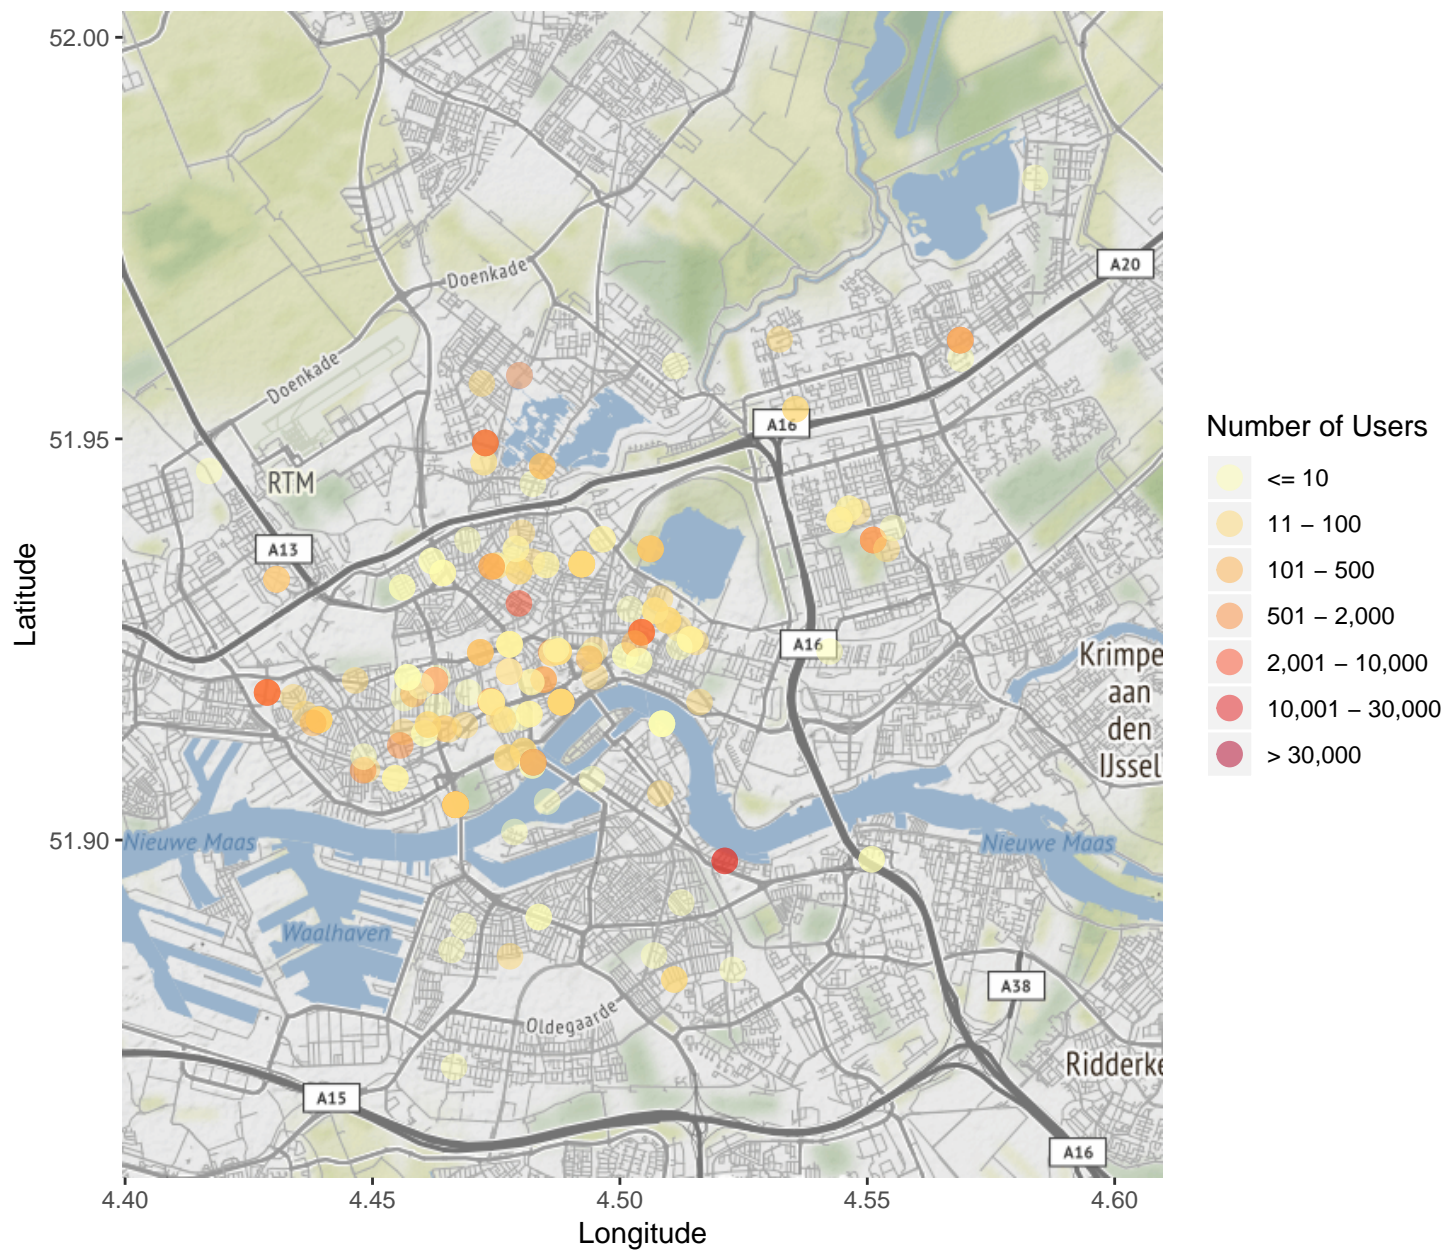 52.00
51.95
51.90
Latitude
4.40
4.45
4.50
4.55
4.60
Longitude
Doenkade
Doenkade
RTM
A20
A16
A13
A16
Krimpe
aan
den
IJssel
Nieuwe Maas
Nieuwe Maas
Waalhaven
A38
Oldegaarde
Ridderke
A15
A16
Number of Users
<= 10
11 − 100
101 − 500
501 − 2,000
2,001 − 10,000
10,001 − 30,000
> 30,000